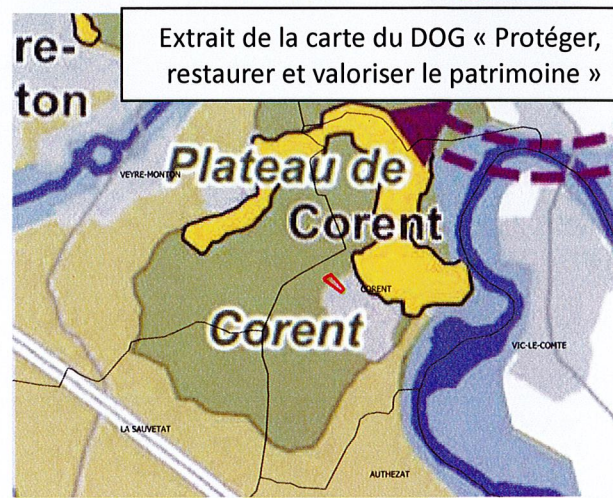 Extrait de la carte du DOG « Protéger,
restaurer et valoriser le patrimoine »
re-
ton
VEYRE-MONTON
Plateau de
Corent
CORENT
Corent
VIC-LE-COMTE
LA SAUVETAT
AUTHEZAT